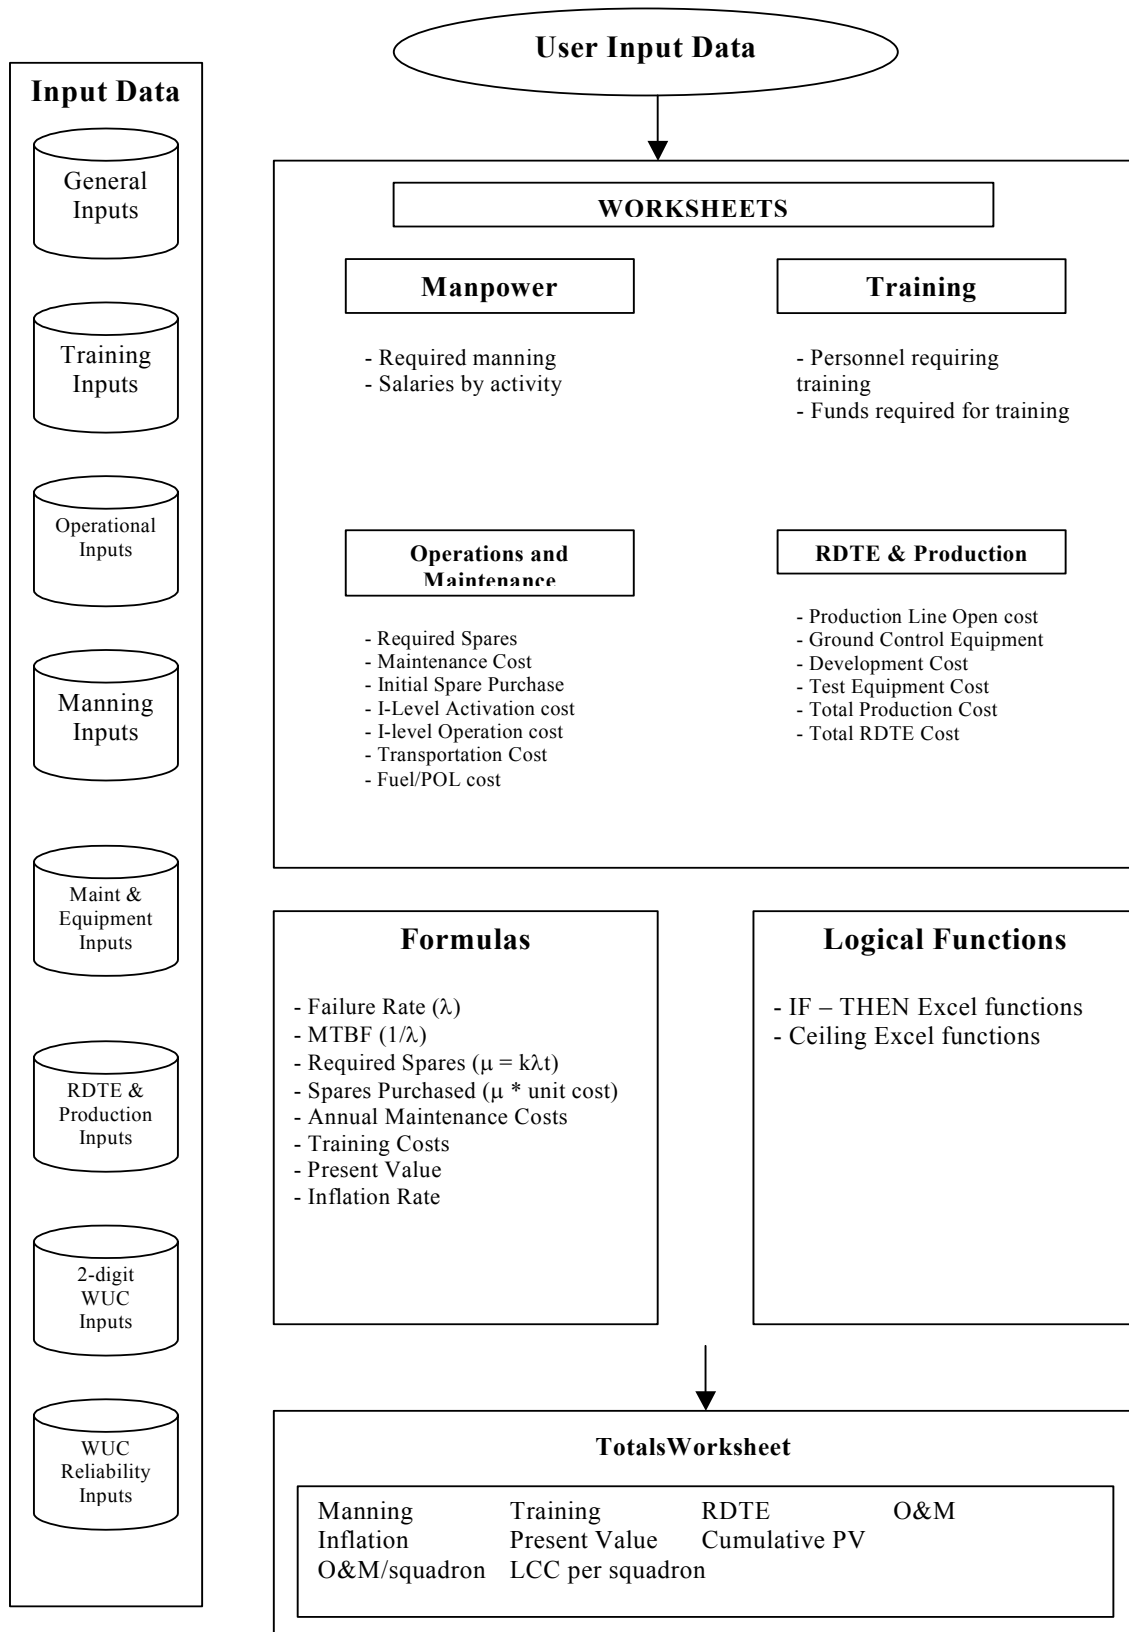 User Input Data
Input Data
General
Inputs
Training
Inputs
Operational
Inputs
Manning
Inputs
Maint &
Equipment
Inputs
RDTE &
Production
Inputs
2-digit
WUC
Inputs
WUC
Reliability
Inputs
WORKSHEETS
Manpower
- Required manning
- Salaries by activity
Training
- Personnel requiring
training
- Funds required for training
Operations and
Maintenance
- Required Spares
- Maintenance Cost
- Initial Spare Purchase
- I-Level Activation cost
- I-level Operation cost
- Transportation Cost
- Fuel/POL cost
RDTE & Production
- Production Line Open cost
- Ground Control Equipment
- Development Cost
- Test Equipment Cost
- Total Production Cost
- Total RDTE Cost
Formulas
- Failure Rate (λ)
- MTBF (1/λ)
- Required Spares (μ = kλt)
- Spares Purchased (μ * unit cost)
- Annual Maintenance Costs
- Training Costs
- Present Value
- Inflation Rate
Logical Functions
- IF – THEN Excel functions
- Ceiling Excel functions
TotalsWorksheet
Manning Training RDTE O&M
Inflation Present Value Cumulative PV
O&M/squadron LCC per squadron